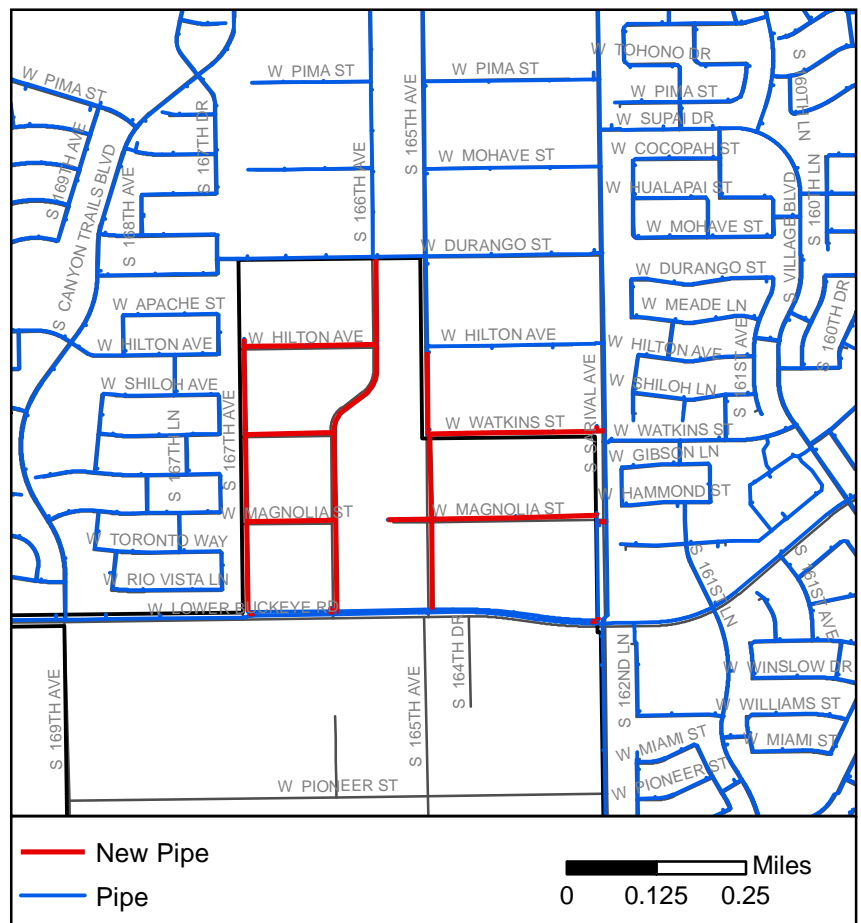 W TOHONO DR
S 160TH LN
W PIMA ST
W PIMA ST
W PIMA ST
W PIMA ST
S 167TH DR
S 165TH AVE
W SUPAI DR
S 169TH AVE
S CANYON TRAILS BLVD
S 168TH AVE
S 166TH AVE
W MOHAVE ST
W COCOPAH ST
W HUALAPAI ST
S VILLAGE BLVD
S 160TH LN
W MOHAVE ST
W DURANGO ST
W DURANGO ST
W APACHE ST
W MEADE LN
S 160TH DR
W HILTON AVE
W HILTON AVE
W HILTON AVE
W HILTON AVE
S 161ST AVE
W SHILOH AVE
W SHILOH LN
S 167TH LN
S 167TH AVE
S SARIVAL AVE
W WATKINS ST
W WATKINS ST
W GIBSON LN
W HAMMOND ST
W MAGNOLIA ST
W MAGNOLIA ST
W TORONTO WAY
W RIO VISTA LN
S 161ST LN
S 161ST AVE
W LOWER BUCKEYE RD
S 169TH AVE
S 165TH AVE
S 164TH DR
S 162ND LN
W WINSLOW DR
W WILLIAMS ST
W MIAMI ST
W MIAMI ST
W PIONEER ST
W PIONEER ST
New Pipe
Pipe
Miles
0 0.125 0.25